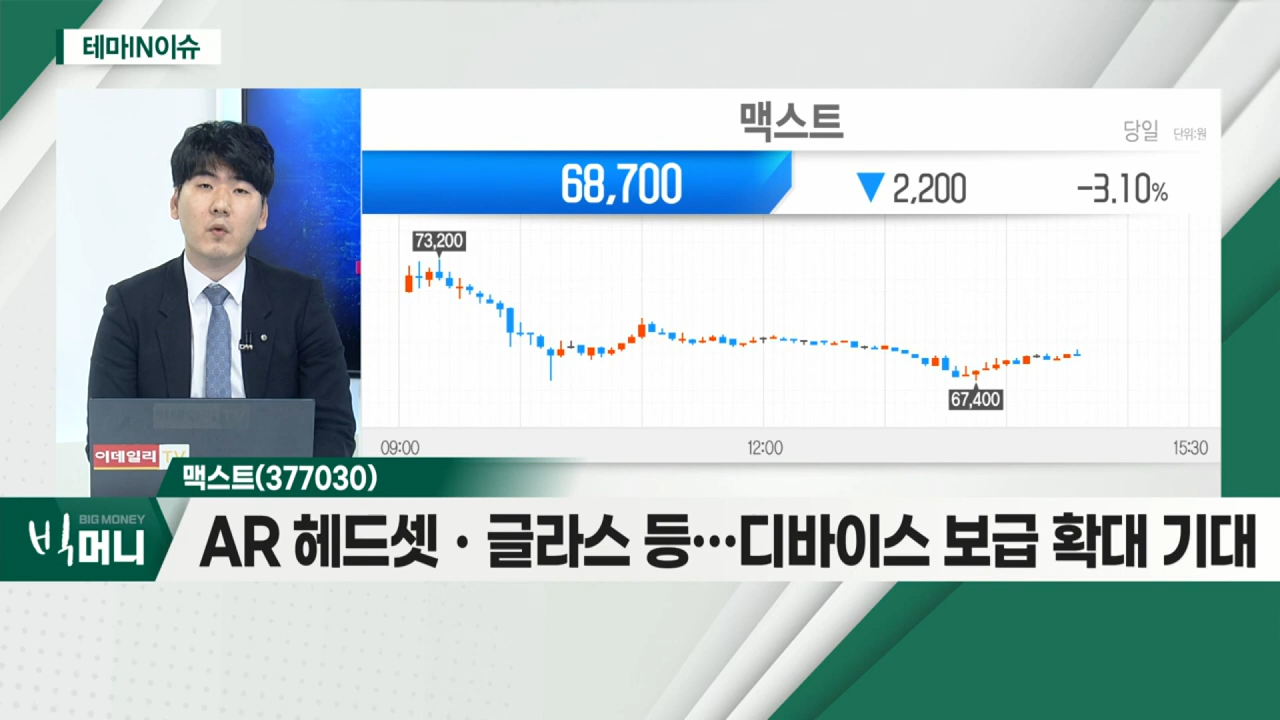 테마IN이슈
맥스트
당일 단위:원
68,700 ▼2,200 -3.10%
73,200
67,400
09:00 12:00 15:30
이데일리 TV
맥스트(377030)
BIG MONEY
빅머니
AR 헤드셋·글라스 등…디바이스 보급 확대 기대